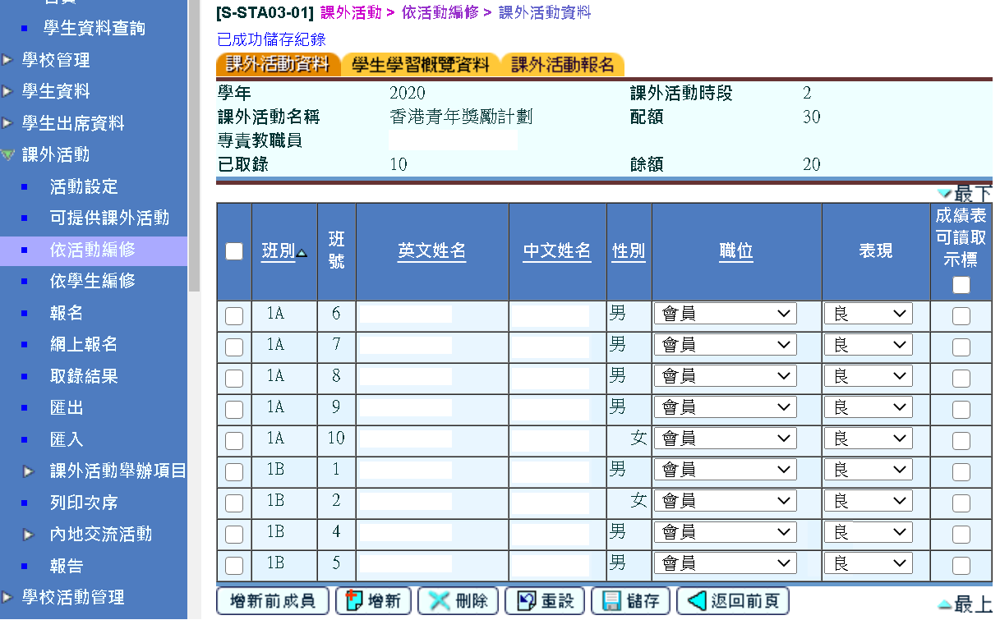 [S-STA03-01] 課外活動 > 依活動編修 > 課外活動資料
學生資料查詢
學校管理
學生資料
學生出席資料
課外活動
活動設定
可提供課外活動
依活動編修
依學生編修
報名
網上報名
取錄結果
匯出
匯入
課外活動舉辦項目
列印次序
內地交流活動
報告
學校活動管理
已成功儲存紀錄
課外活動資料 學生學習概覽資料 課外活動報名
學年 2020 課外活動時段 2
課外活動名稱 香港青年獎勵計劃 配額 30
專責教職員
已取錄 10 餘額 20
最下
班別 班號 英文姓名 中文姓名 性別 職位 表現 成績表可讀取示標
1A 6 男 會員 良
1A 7 男 會員 良
1A 8 男 會員 良
1A 9 男 會員 良
1A 10 女 會員 良
1B 1 男 會員 良
1B 2 女 會員 良
1B 4 男 會員 良
1B 5 男 會員 良
增新前成員 增新 刪除 重設 儲存 返回前頁
最上